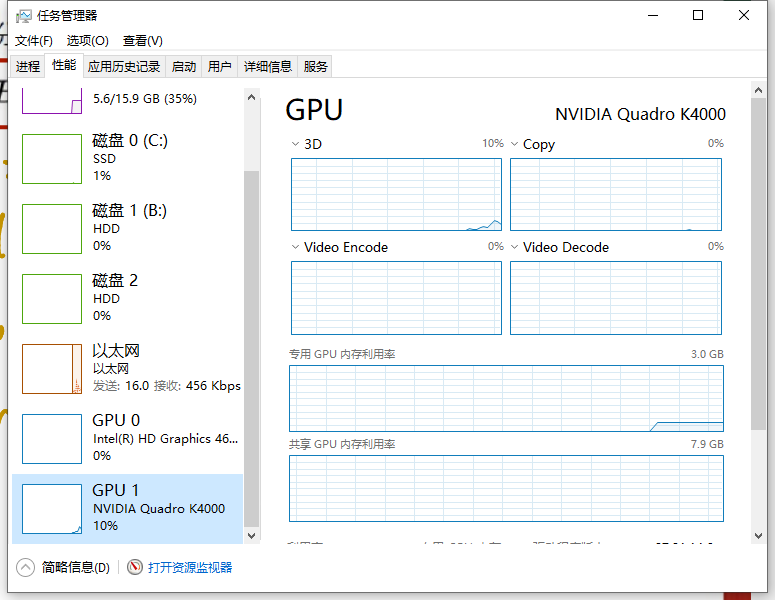 任务管理器
文件(F) 选项(O) 查看(V)
进程 性能 应用历史记录 启动 用户 详细信息 服务
5.6/15.9 GB (35%)
磁盘 0 (C:)
SSD
1%
磁盘 1 (B:)
HDD
0%
磁盘 2
HDD
0%
以太网
以太网
发送: 16.0 接收: 456 Kbps
GPU 0
Intel(R) HD Graphics 46...
0%
GPU 1
NVIDIA Quadro K4000
10%
GPU NVIDIA Quadro K4000
3D 10% Copy 0%
Video Encode 0% Video Decode 0%
专用 GPU 内存利用率 3.0 GB
共享 GPU 内存利用率 7.9 GB
简略信息(D) 打开资源监视器